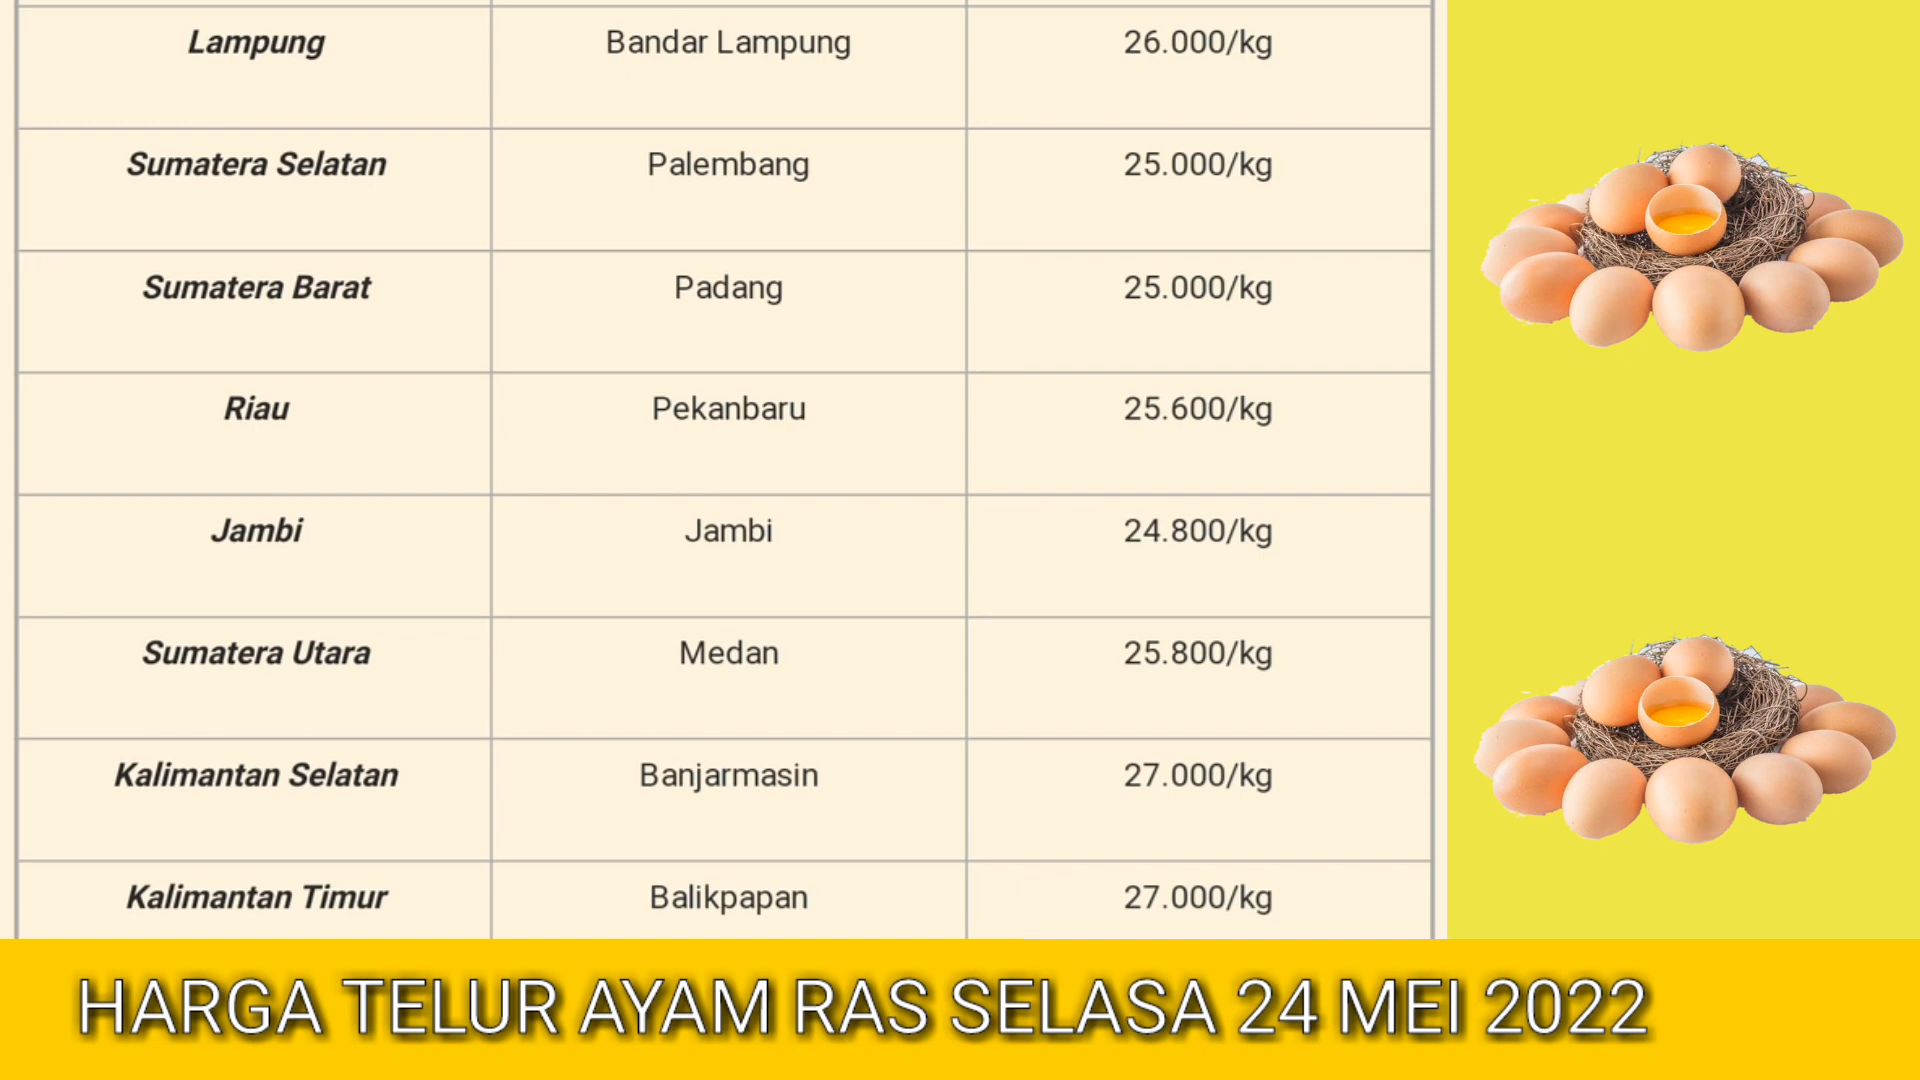 Lampung Bandar Lampung 26.000/kg
Sumatera Selatan Palembang 25.000/kg
Sumatera Barat Padang 25.000/kg
Riau Pekanbaru 25.600/kg
Jambi Jambi 24.800/kg
Sumatera Utara Medan 25.800/kg
Kalimantan Selatan Banjarmasin 27.000/kg
Kalimantan Timur Balikpapan 27.000/kg
HARGA TELUR AYAM RAS SELASA 24 MEI 2022